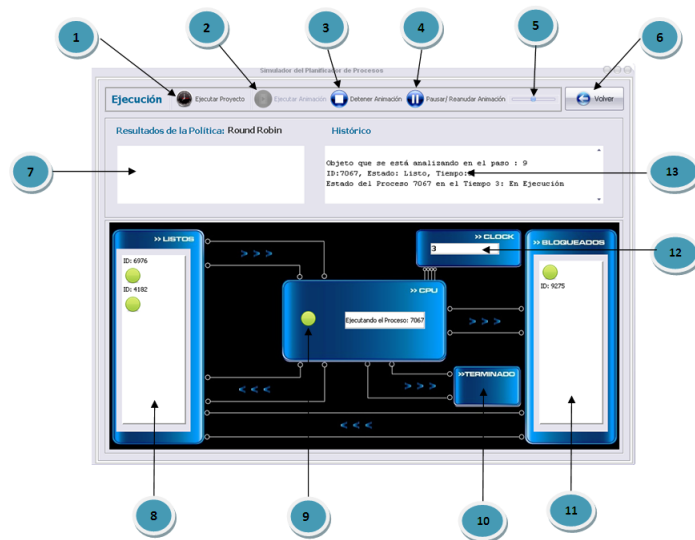 1
2
3
4
5
6
Simulador del Planificador de Procesos
Ejecución
Ejecutar Proyecto
Ejecutar Animación
Detener Animación
Pausar/ Reanudar Animación
Volver
Resultados de la Política: Round Robin
Histórico
7
Objeto que se está analizando en el paso : 9
ID:7067, Estado: Listo, Tiempo:
Estado del Proceso 7067 en el Tiempo 3: En Ejecución
13
>> LISTOS
ID: 6976
ID: 4182
> > >
>> CLOCK
3
12
>> BLOQUEADOS
ID: 9275
>> CPU
Ejecutando el Proceso: 7067
> > >
< < <
> > >
>>TERMINADO
< < <
8
9
10
11